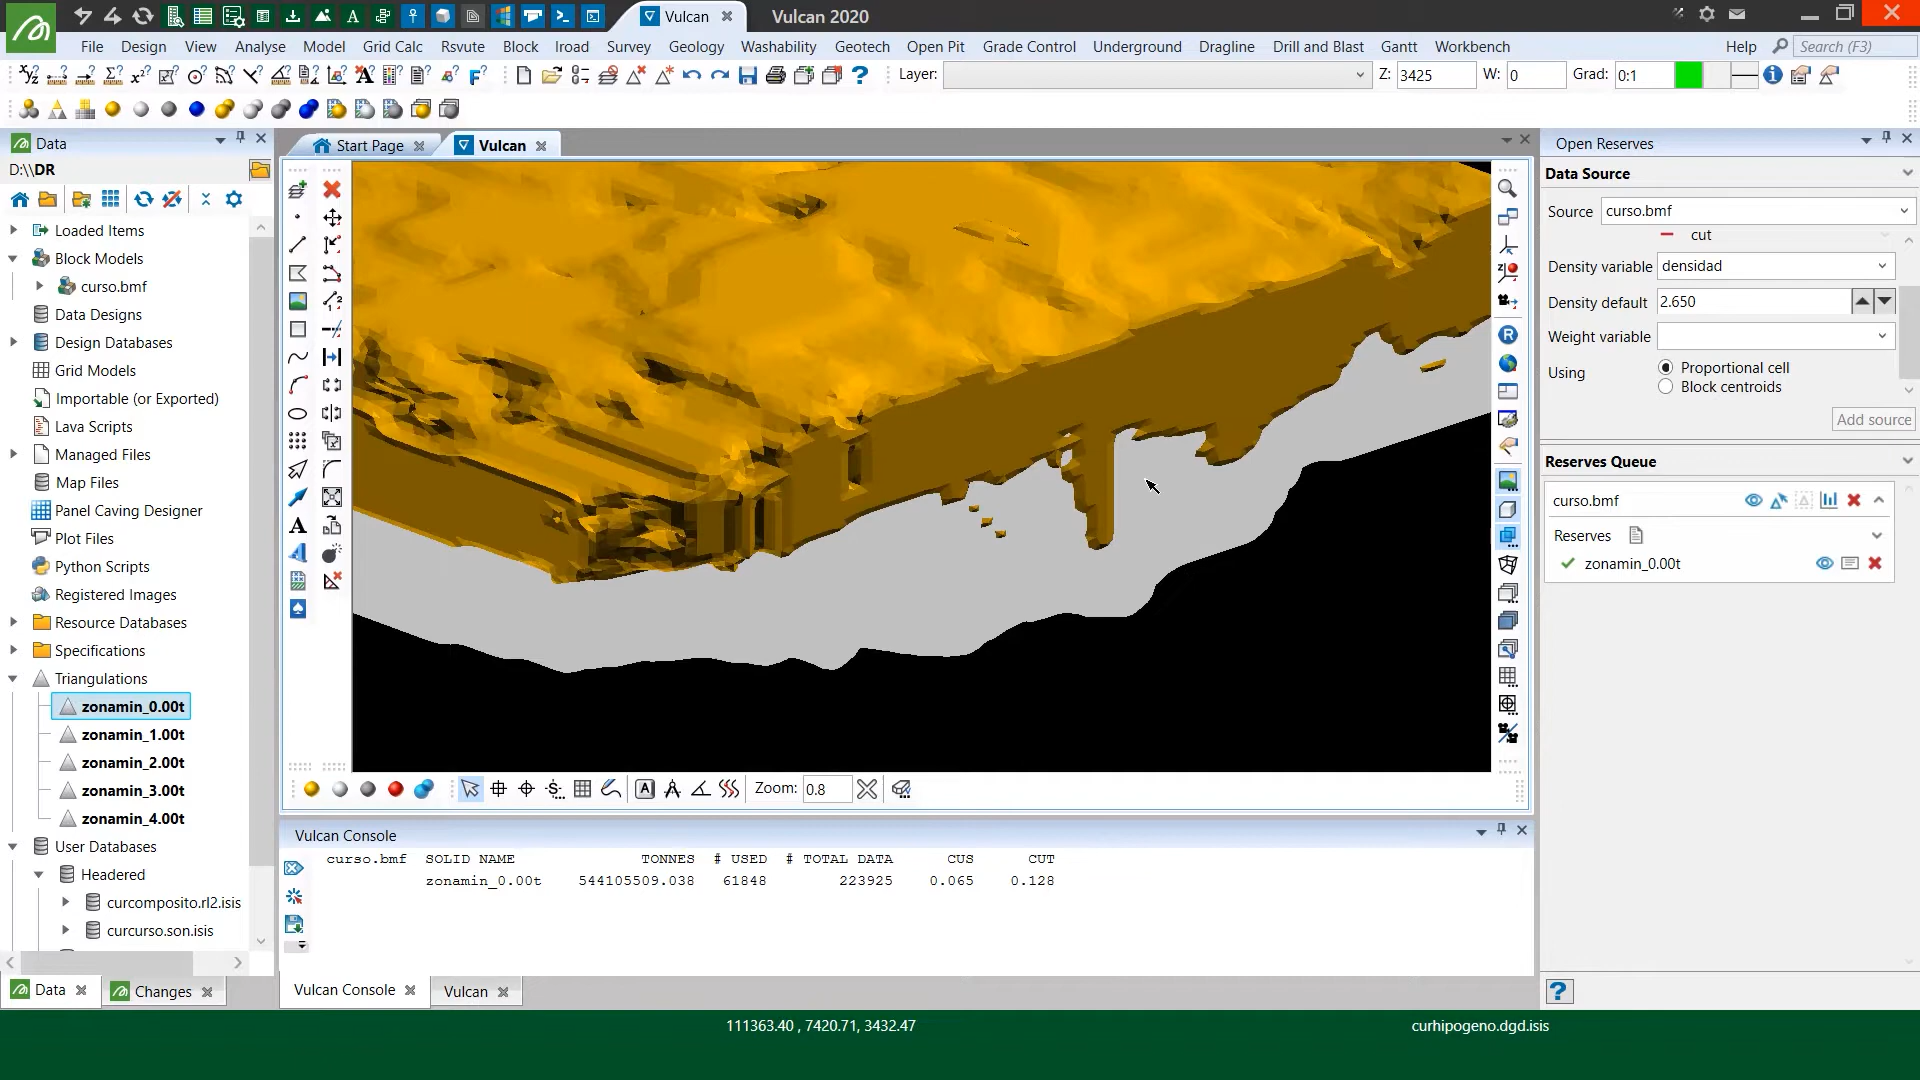 Vulcan
Vulcan 2020
File Design View Analyse Model Grid Calc Rsvute Block Iroad Survey Geology Washability Geotech Open Pit Grade Control Underground Dragline Drill and Blast Gantt Workbench Help Search (F3)
Layer: Z: 3425 W: 0 Grad: 0:1
Data
D:\\DR
Loaded Items
Block Models
curso.bmf
Data Designs
Design Databases
Grid Models
Importable (or Exported)
Lava Scripts
Managed Files
Map Files
Panel Caving Designer
Plot Files
Python Scripts
Registered Images
Resource Databases
Specifications
Triangulations
zonamin_0.00t
zonamin_1.00t
zonamin_2.00t
zonamin_3.00t
zonamin_4.00t
User Databases
Headered
curcomposito.rl2.isis
curcurso.son.isis
Data
Changes
Start Page
Vulcan
Zoom: 0.8
Vulcan Console
curso.bmf SOLID NAME TONNES # USED # TOTAL DATA CUS CUT
zonamin_0.00t 544105509.038 61848 223925 0.065 0.128
Vulcan Console
Vulcan
Open Reserves
Data Source
Source curso.bmf
cut
Density variable densidad
Density default 2.650
Weight variable
Using
Proportional cell
Block centroids
Add source
Reserves Queue
curso.bmf
Reserves
zonamin_0.00t
111363.40 , 7420.71, 3432.47
curhipogeno.dgd.isis